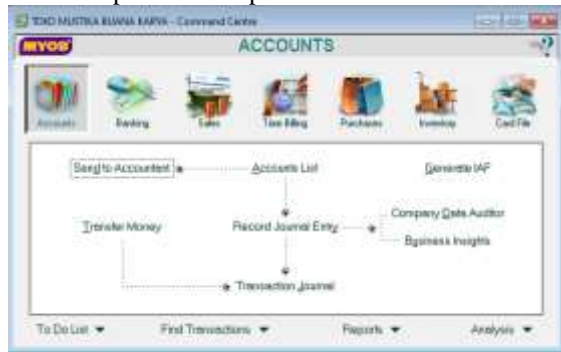 TOKO MUSTIKA BUANA KARYA - Command Centre
MYOB ACCOUNTS
Accounts Banking Sales Time Billing Purchases Inventory Card File
Send to Accountant Accounts List Generate IAF
Transfer Money Record Journal Entry Company Data Auditor
Business Insights
Transaction Journal
To Do List Find Transactions Reports Analysis